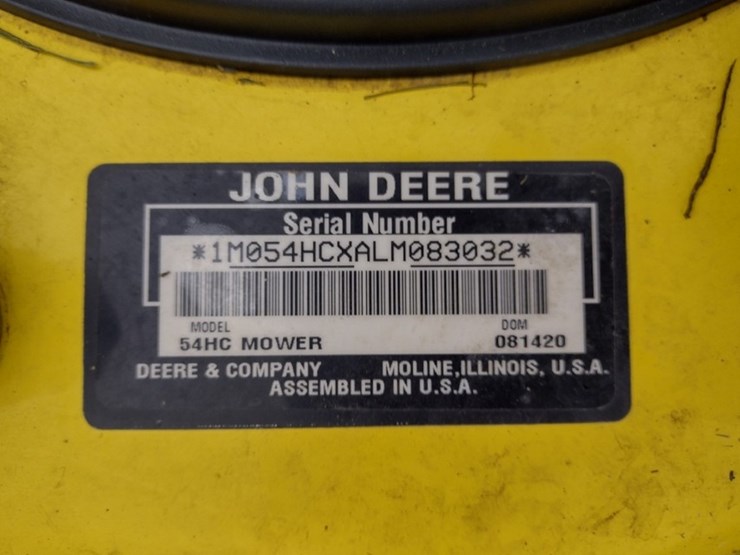 JOHN DEERE
Serial Number
*1M054HCXALM083032*
MODEL DOM
54HC MOWER 081420
DEERE & COMPANY MOLINE,ILLINOIS, U.S.A.
ASSEMBLED IN U.S.A.